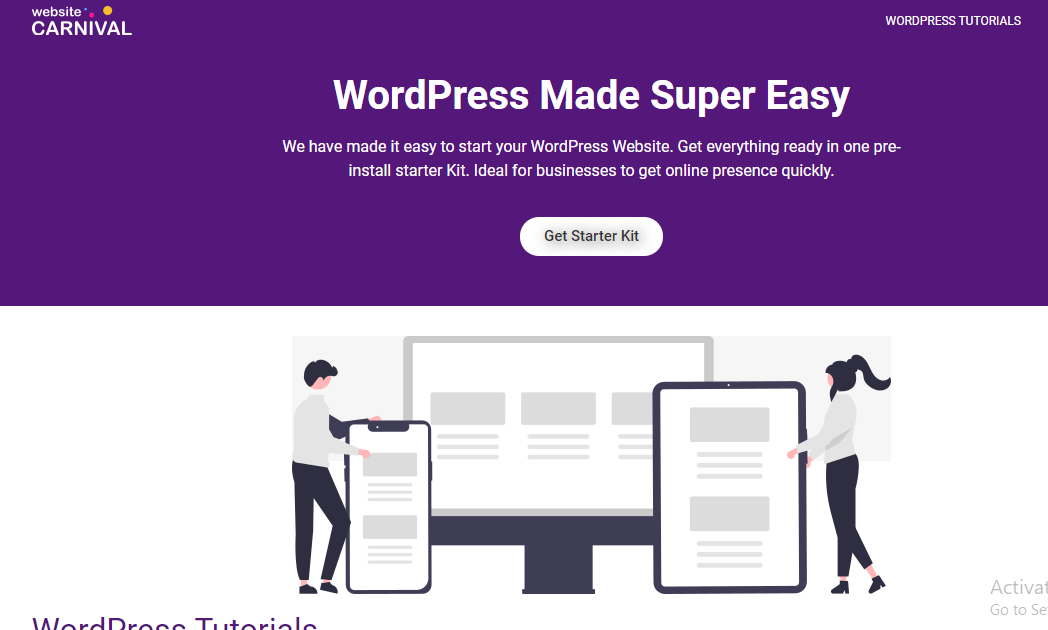 website
CARNIVAL
WORDPRESS TUTORIALS
WordPress Made Super Easy
We have made it easy to start your WordPress Website. Get everything ready in one pre-
install starter Kit. Ideal for businesses to get online presence quickly.
Get Starter Kit
Activat
Go to Se
WordPress Tutorials